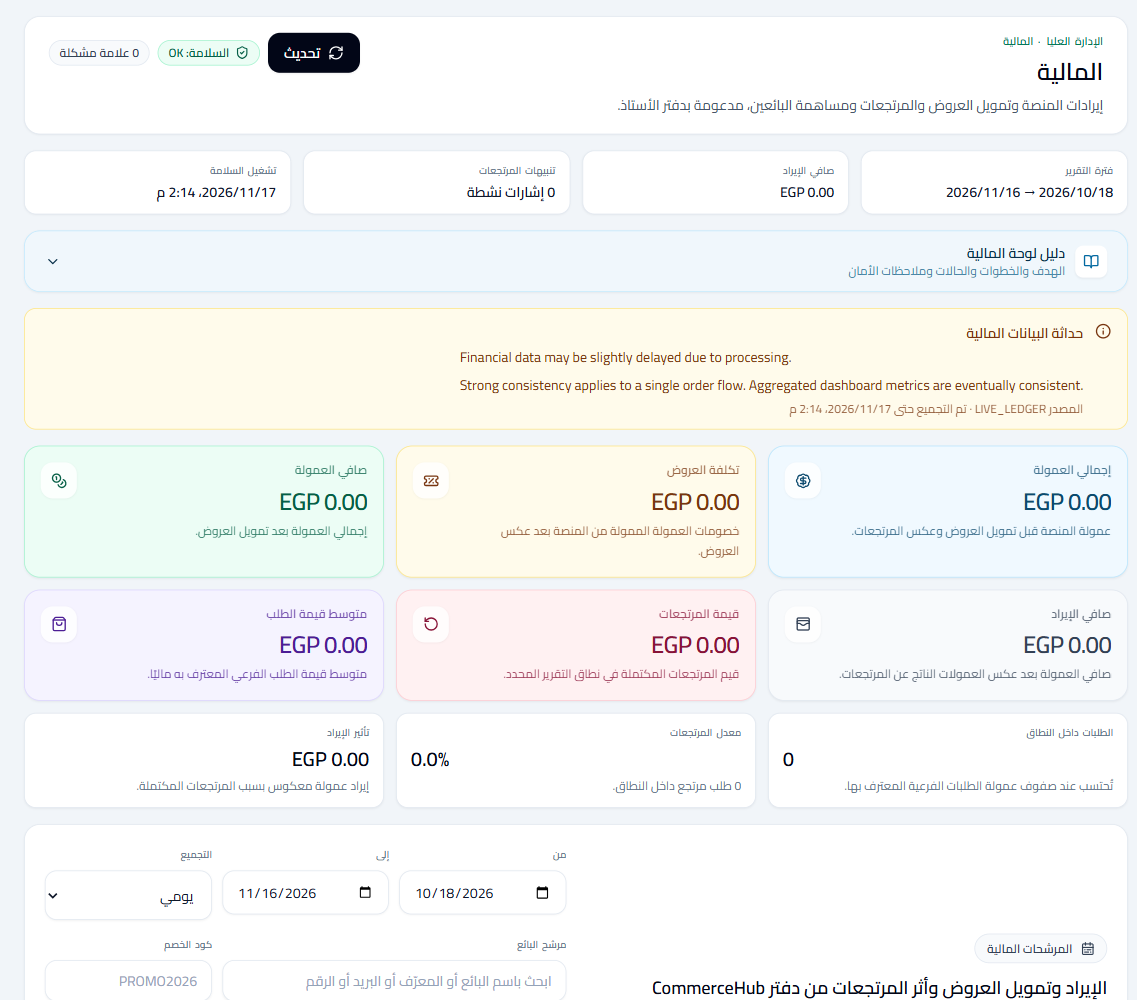 الإدارة العليا · المالية
المالية
إيرادات المنصة وتمويل العروض والمرتجعات ومساهمة البائعين، مدعومة بدفتر الأستاذ.
تحديث
السلامة: OK
0 علامة مشكلة
فترة التقرير
2026/10/18 → 2026/11/16
صافي الإيراد
EGP 0.00
تنبيهات المرتجعات
0 إشارات نشطة
تشغيل السلامة
2026/11/17، 2:14 م
دليل لوحة المالية
الهدف والخطوات والحالات وملاحظات الأمان
حداثة البيانات المالية
Financial data may be slightly delayed due to processing.
Strong consistency applies to a single order flow. Aggregated dashboard metrics are eventually consistent.
المصدر LIVE_LEDGER · تم التجميع حتى 2026/11/17، 2:14 م
إجمالي العمولة
EGP 0.00
عمولة المنصة قبل تمويل العروض وعكس المرتجعات.
تكلفة العروض
EGP 0.00
خصومات العمولة الممولة من المنصة بعد عكس
العروض.
صافي العمولة
EGP 0.00
إجمالي العمولة بعد تمويل العروض.
صافي الإيراد
EGP 0.00
صافي العمولة بعد عكس العمولات الناتج عن المرتجعات.
قيمة المرتجعات
EGP 0.00
قيم المرتجعات المكتملة في نطاق التقرير المحدد.
متوسط قيمة الطلب
EGP 0.00
متوسط قيمة الطلب الفرعي المعترف به ماليًا.
الطلبات داخل النطاق
0
تُحتسب عند صفوف عمولة الطلبات الفرعية المعترف بها.
معدل المرتجعات
0.0%
0 طلب مرتجع داخل النطاق.
تأثير الإيراد
EGP 0.00
إيراد عمولة معكوس بسبب المرتجعات المكتملة.
المرشحات المالية
الإيراد وتمويل العروض وأثر المرتجعات من دفتر CommerceHub
من
10/18/2026
إلى
11/16/2026
التجميع
يومي
مرشح البائع
ابحث باسم البائع أو المعرّف أو البريد أو الرقم
كود الخصم
PROMO2026